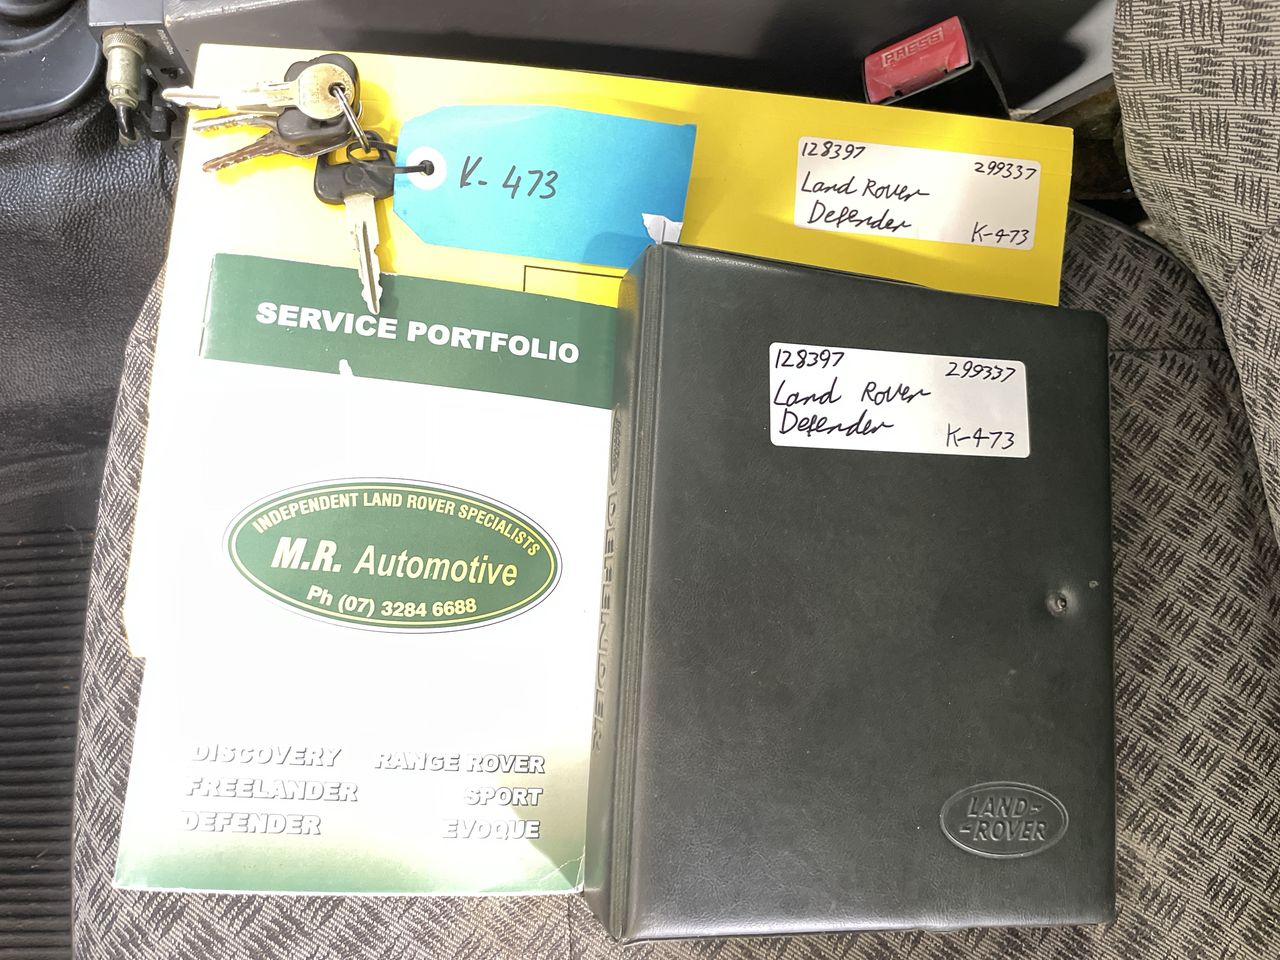 PRESS
K-473
128397 299337
Land Rover
Defender K-473
SERVICE PORTFOLIO
128397 299337
Land Rover
Defender K-473
INDEPENDENT LAND ROVER SPECIALISTS
M.R. Automotive
Ph (07) 3284 6688
DISCOVERY RANGE ROVER
FREELANDER SPORT
DEFENDER EVOQUE
DEFENDER
LAND-
-ROVER